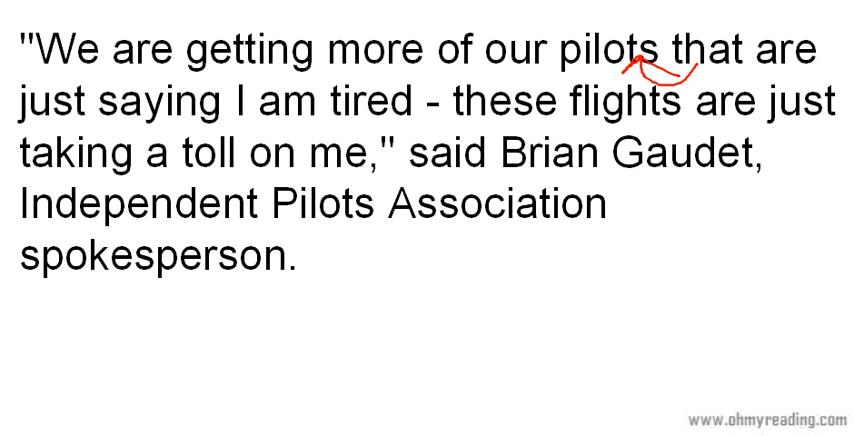 "We are getting more of our pilots that are
just saying I am tired - these flights are just
taking a toll on me," said Brian Gaudet,
Independent Pilots Association
spokesperson.
www.ohmyreading.com